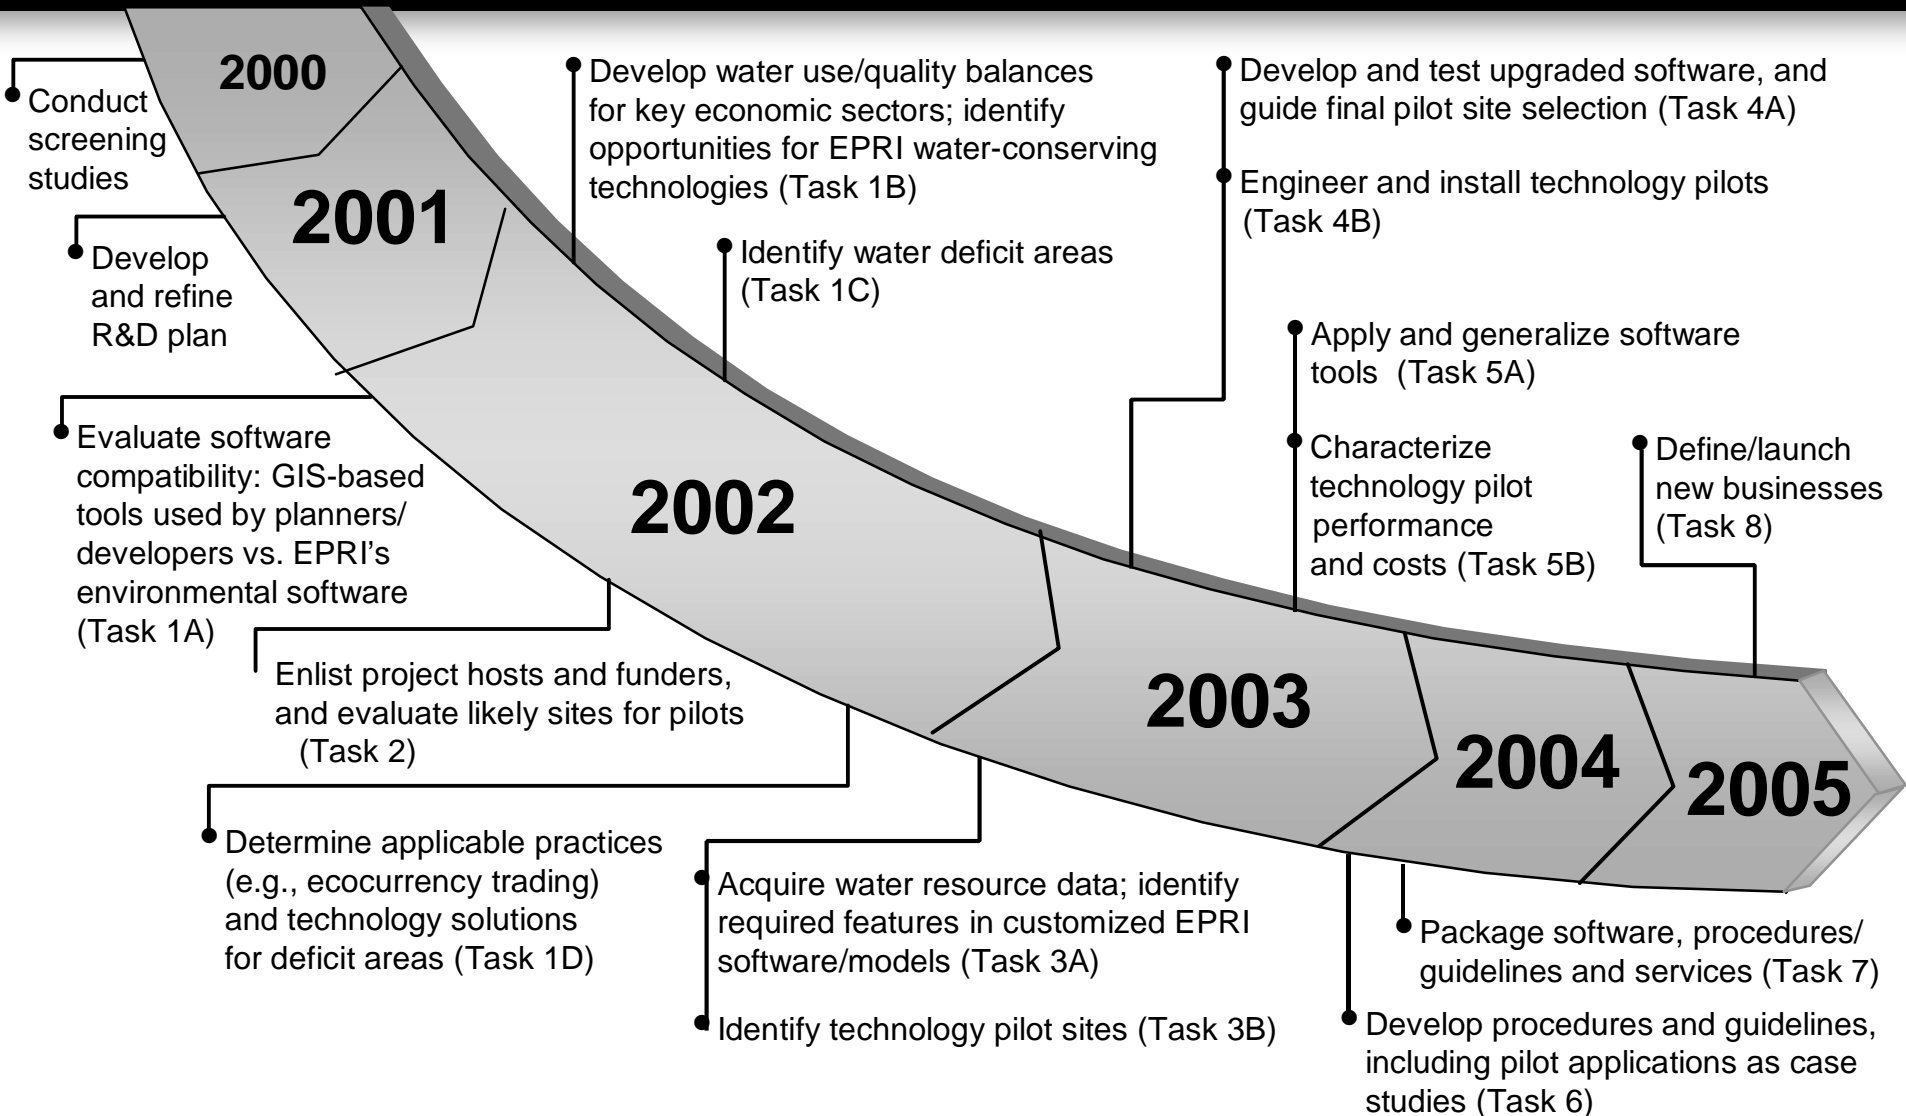 2000
Conduct
screening
studies
2001
Develop
and refine
R&D plan
Develop water use/quality balances
for key economic sectors; identify
opportunities for EPRI water-conserving
technologies (Task 1B)
Identify water deficit areas
(Task 1C)
Develop and test upgraded software, and
guide final pilot site selection (Task 4A)
Engineer and install technology pilots
(Task 4B)
Apply and generalize software
tools (Task 5A)
Characterize
technology pilot
performance
and costs (Task 5B)
Define/launch
new businesses
(Task 8)
Evaluate software
compatibility: GIS-based
tools used by planners/
developers vs. EPRI's
environmental software
(Task 1A)
2002
Enlist project hosts and funders,
and evaluate likely sites for pilots
(Task 2)
2003
2004
2005
Determine applicable practices
(e.g., ecocurrency trading)
and technology solutions
for deficit areas (Task 1D)
Acquire water resource data; identify
required features in customized EPRI
software/models (Task 3A)
Identify technology pilot sites (Task 3B)
Package software, procedures/
guidelines and services (Task 7)
Develop procedures and guidelines,
including pilot applications as case
studies (Task 6)